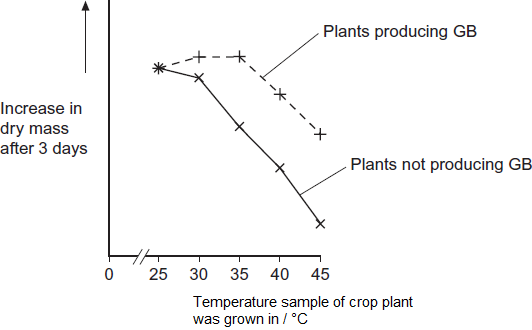 Plants producing GB
Increase in
dry mass
after 3 days
Plants not producing GB
0 25 30 35 40 45
Temperature sample of crop plant
was grown in / °C